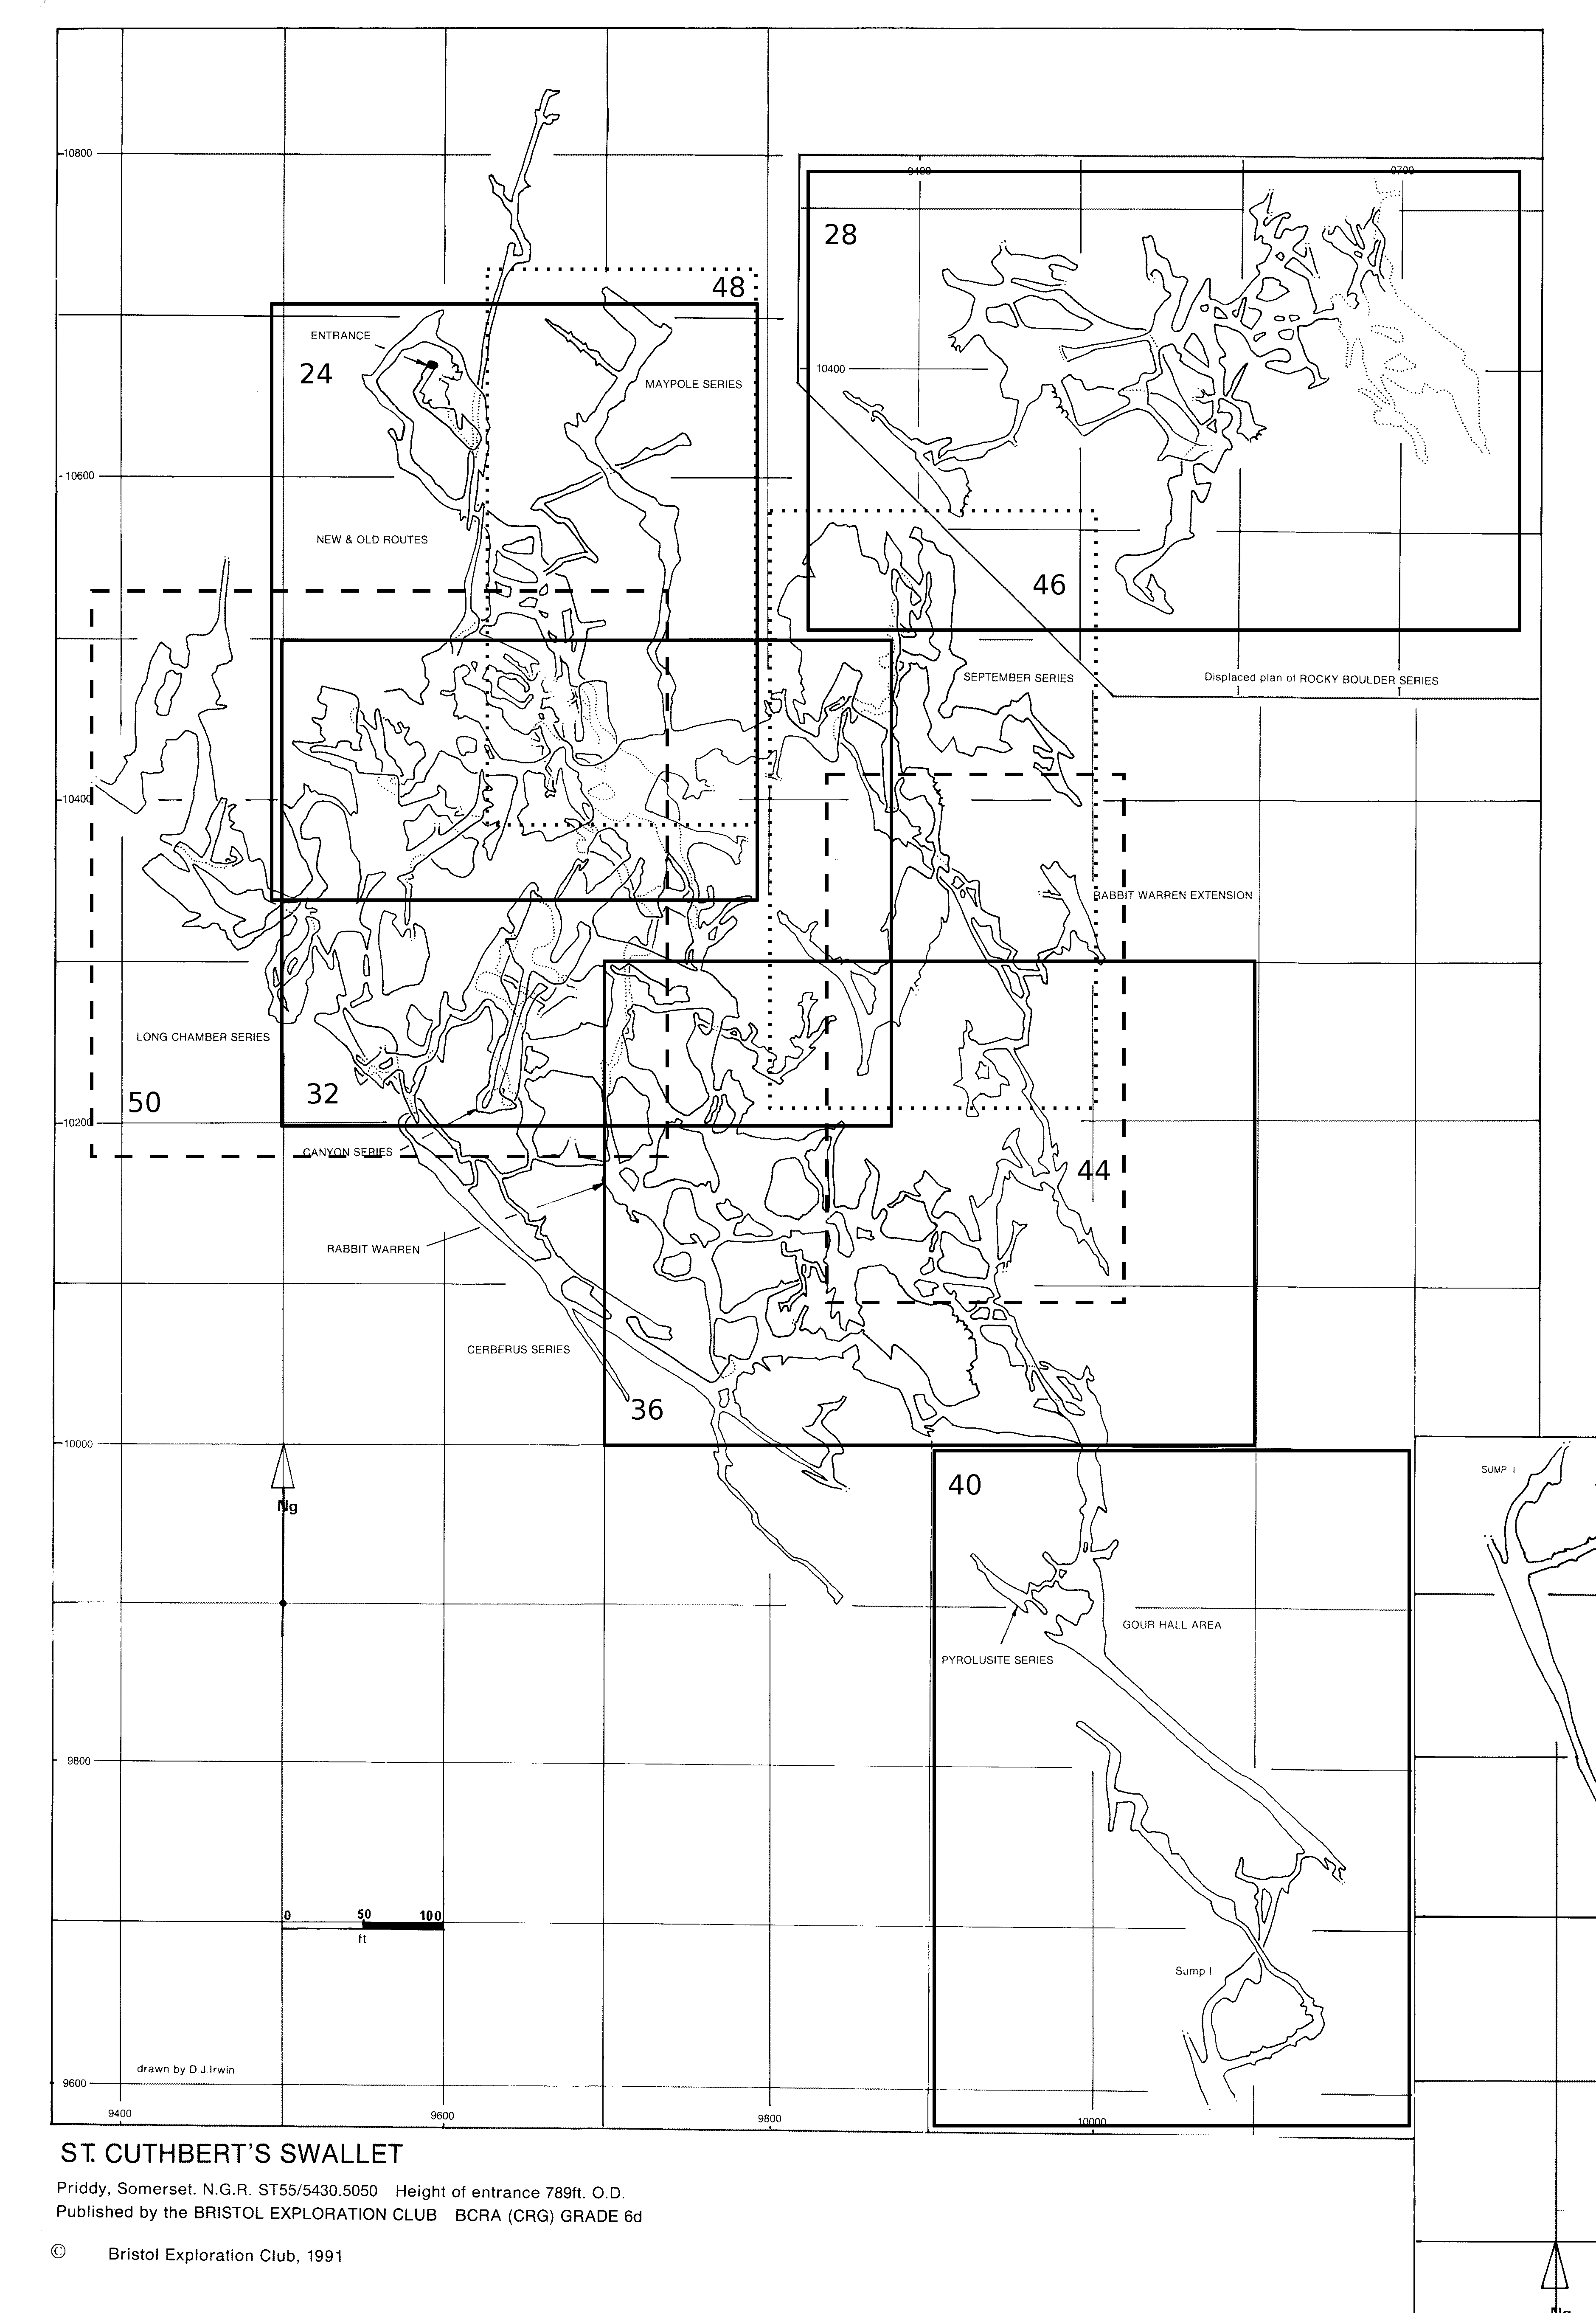 10800
9400
9700
28
48
ENTRANCE
24
10400
MAYPOLE SERIES
10600
NEW & OLD ROUTES
46
SEPTEMBER SERIES
Displaced plan of ROCKY BOULDER SERIES
10400
RABBIT WARREN EXTENSION
LONG CHAMBER SERIES
32
50
10200
CANYON SERIES
44
RABBIT WARREN
CERBERUS SERIES
36
10000
SUMP I
40
Ng
GOUR HALL AREA
PYROLUSITE SERIES
9800
0 50 100
ft
Sump I
drawn by D.J.Irwin
9600
9400
9600
9800
10000
ST. CUTHBERT'S SWALLET
Priddy, Somerset. N.G.R. ST55/5430.5050 Height of entrance 789ft. O.D.
Published by the BRISTOL EXPLORATION CLUB BCRA (CRG) GRADE 6d
© Bristol Exploration Club, 1991